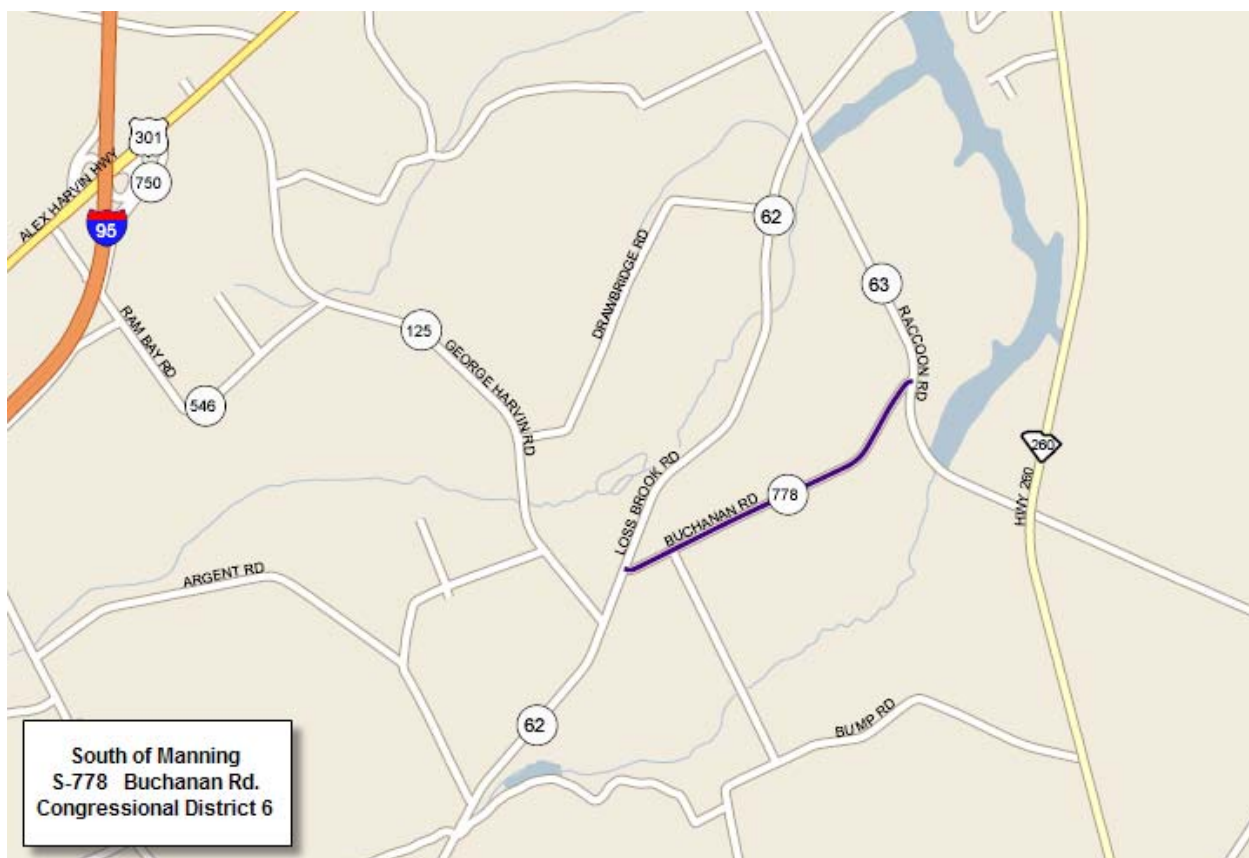 301
750
ALEX HARVIN HWY
95
62
DRAWBRIDGE RD
63
RACCOON RD
RAM BAY RD
125
GEORGE HARVIN RD
546
260
HWY 260
LOSS BROOK RD
BUCHANAN RD
778
ARGENT RD
62
BUMP RD
South of Manning
S-778 Buchanan Rd.
Congressional District 6